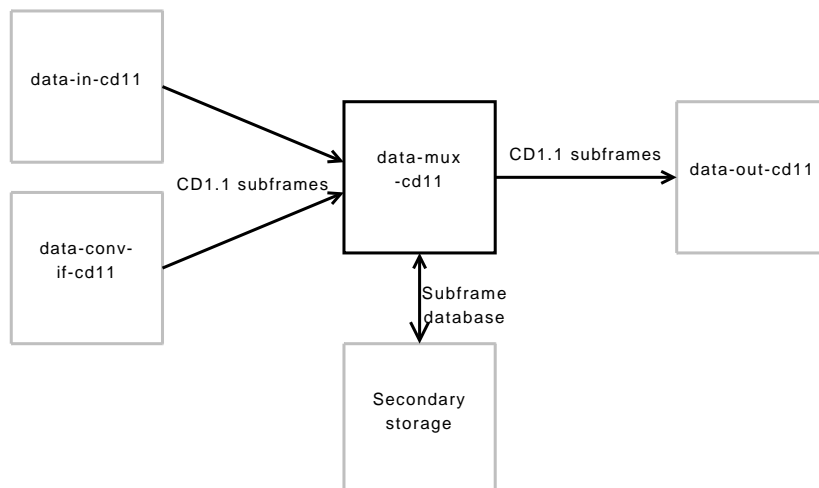 data-in-cd11
data-mux
-cd11
CD1.1 subframes
data-out-cd11
CD1.1 subframes
data-conv-
if-cd11
Subframe
database
Secondary
storage